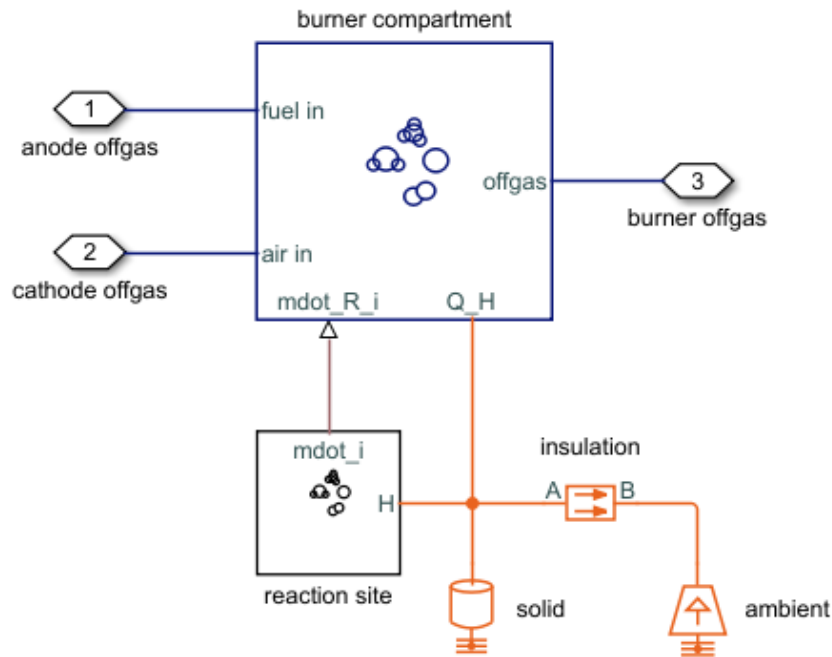 burner compartment
1
fuel in
anode offgas
offgas
3
burner offgas
2
air in
cathode offgas
mdot_R_i
Q_H
mdot_i
insulation
A
B
H
reaction site
solid
ambient